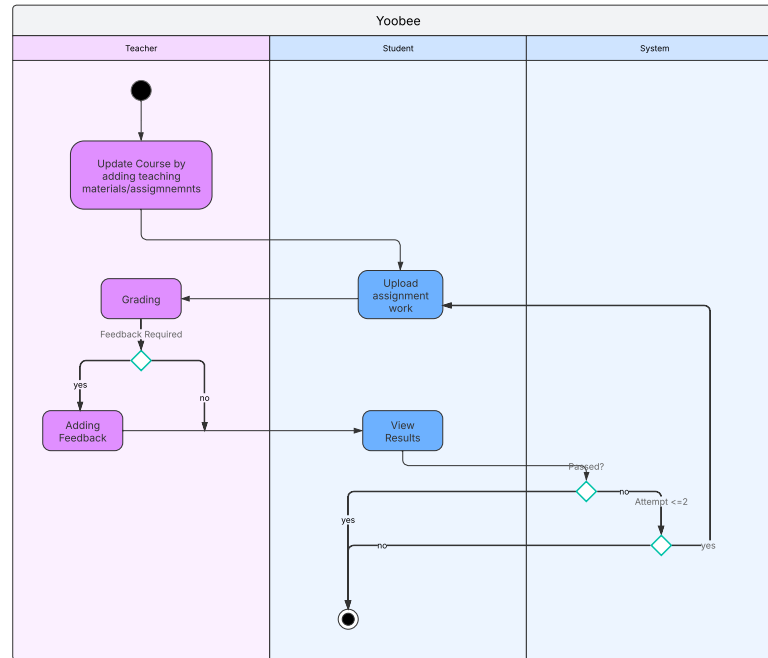 Yoobee
Teacher
Student
System
Update Course by
adding teaching
materials/assigmnemnts
Upload
assignment
work
Grading
Feedback Required
yes
no
Adding
Feedback
View
Results
Passed?
no
Attempt <=2
yes
no
yes